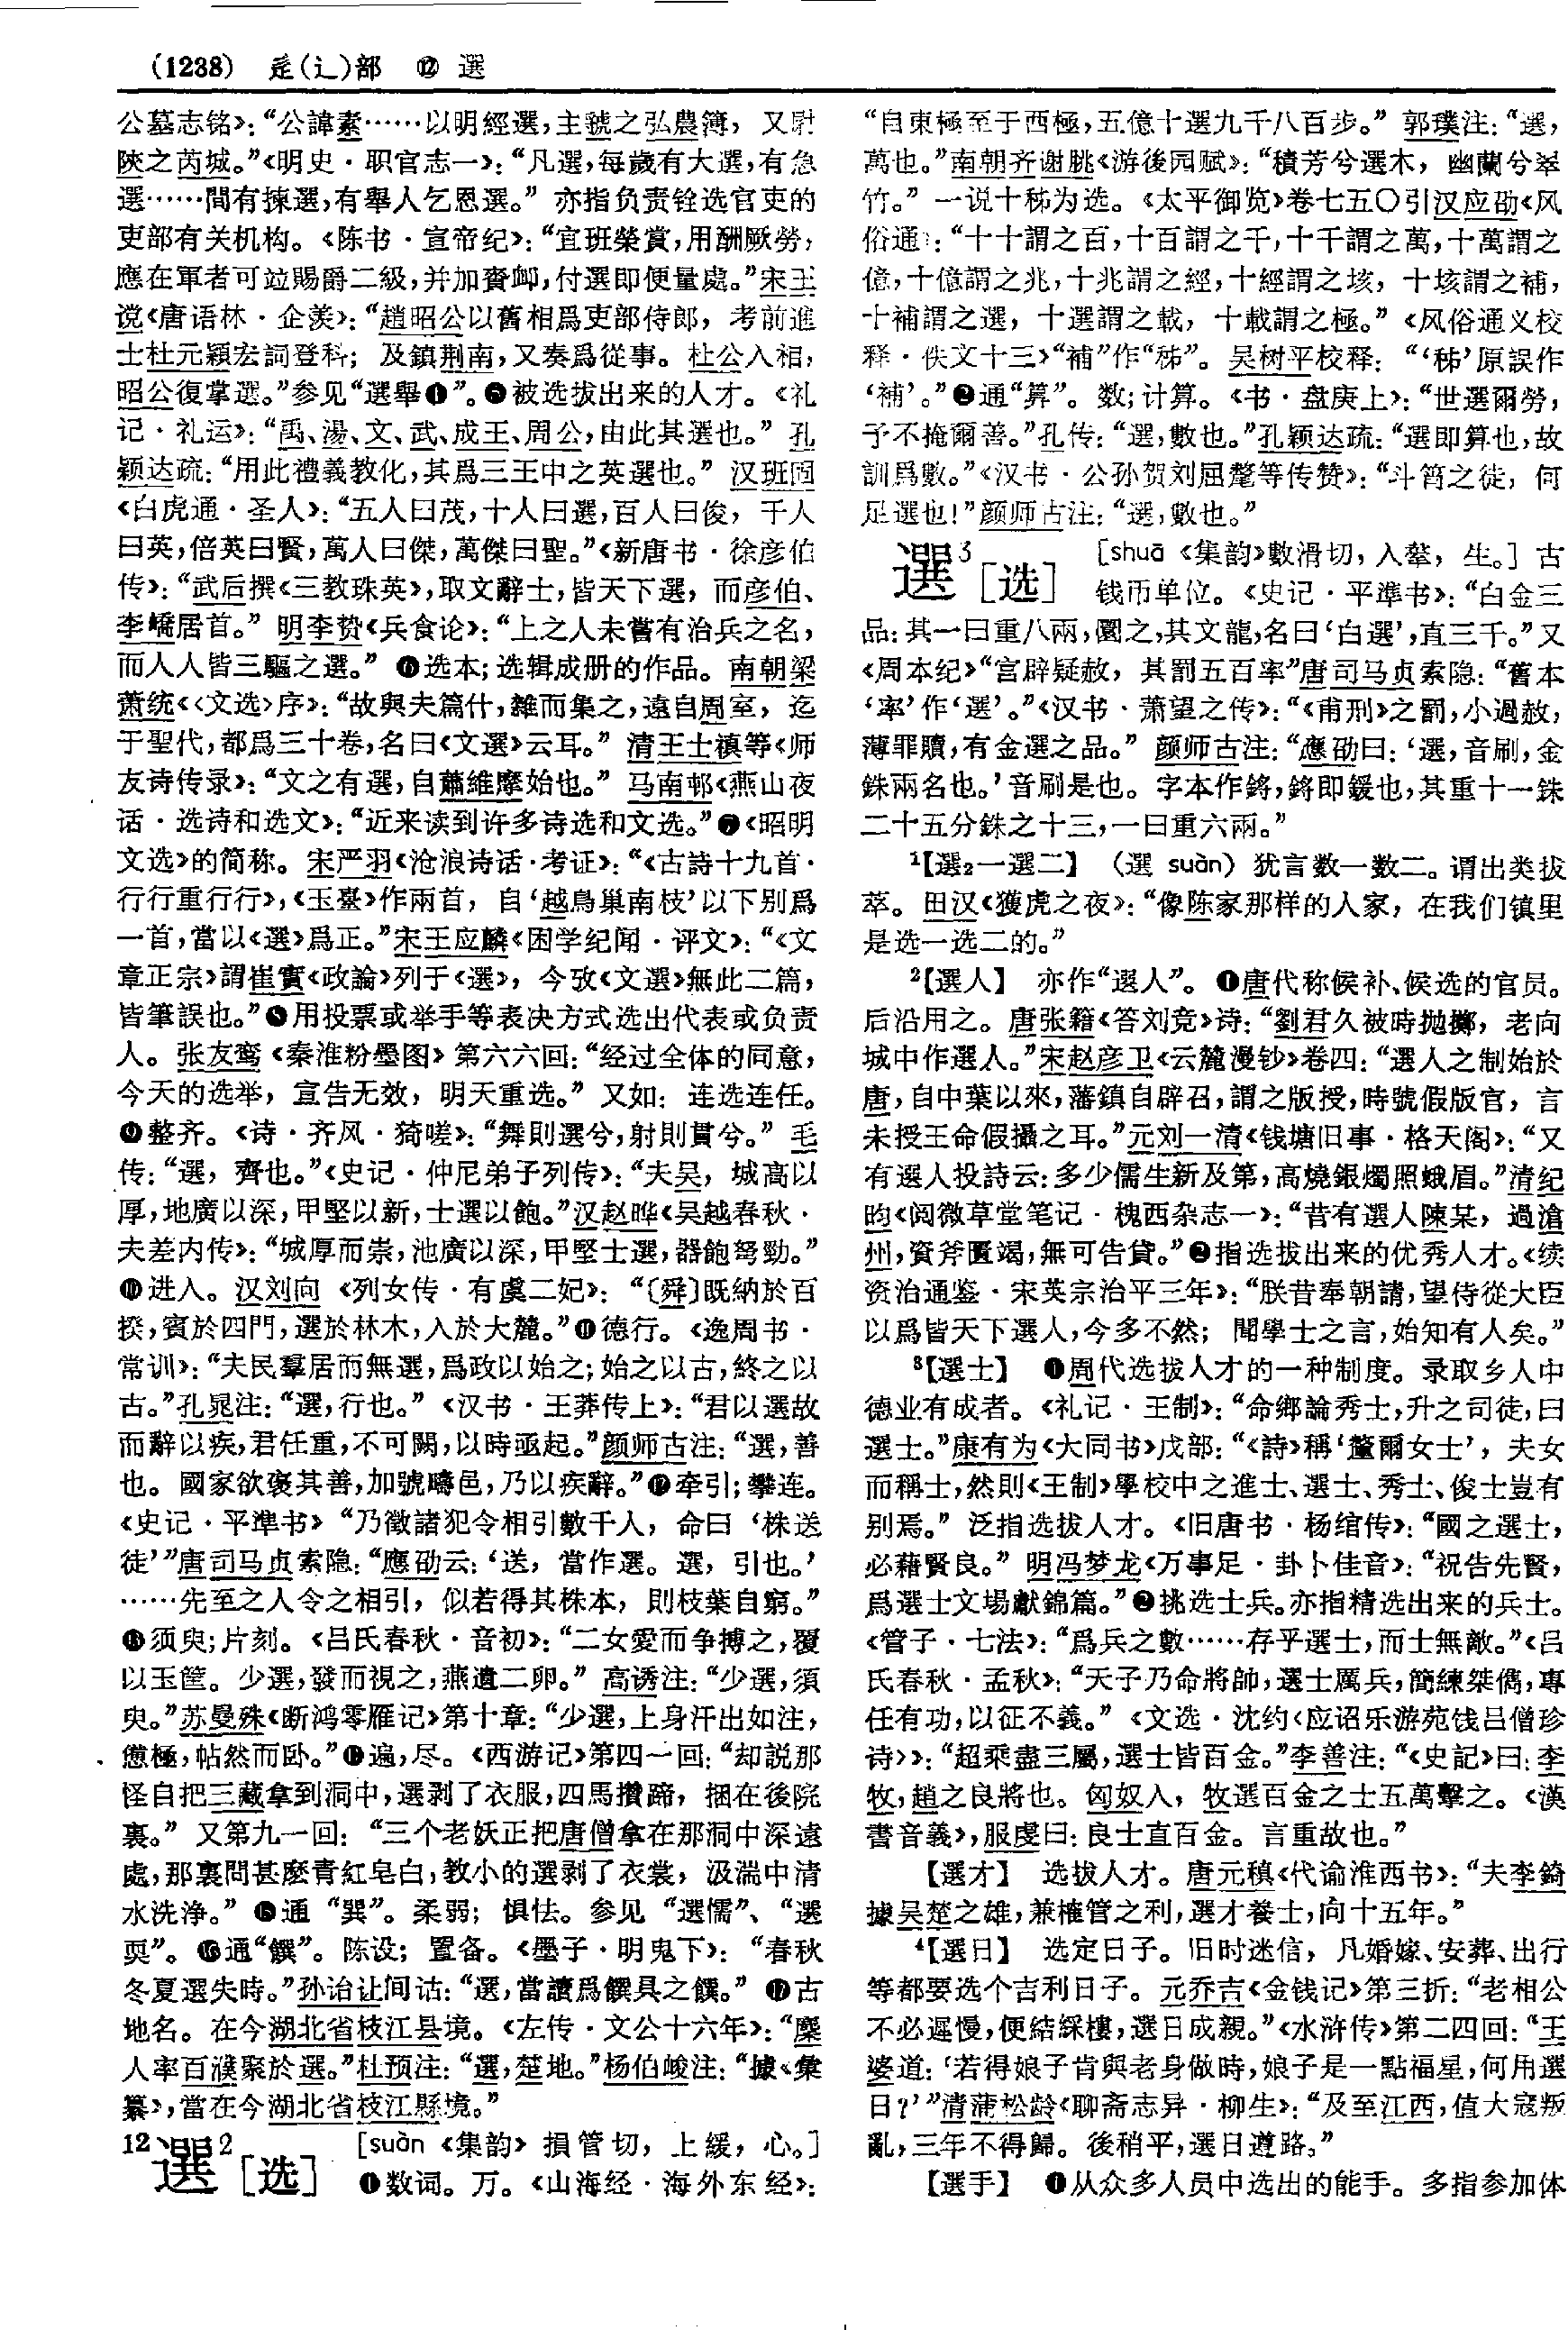 (1238) 辵(辶)部 ⑫ 選
公墓志铭》:“公諱素……以明經選,主虢之弘農簿,又尉
陝之芮城。”《明史·职官志一》:“凡選,每歲有大選,有急
選……間有揀選,有舉人乞恩選。”亦指负责铨选官吏的
吏部有关机构。《陈书·宣帝纪》:“宜班榮賞,用酬厥勞,
應在軍者可竝賜爵二級,并加賚卹,付選即便量處。”宋王
谠《唐语林·企羡》:“趙昭公以舊相爲吏部侍郎,考前進
士杜元穎宏詞登科;及鎮荆南,又奏爲從事。杜公入相,
昭公復掌選。”参见“選舉❶”。❺被选拔出来的人才。《礼
记·礼运》:“禹、湯、文、武、成王、周公,由此其選也。”孔
颖达疏:“用此禮義教化,其爲三王中之英選也。”汉班固
《白虎通·圣人》:“五人曰茂,十人曰選,百人曰俊,千人
曰英,倍英曰賢,萬人曰傑,萬傑曰聖。”《新唐书·徐彦伯
传》:“武后撰《三教珠英》,取文辭士,皆天下選,而彦伯、
李嶠居首。”明李贽《兵食论》:“上之人未嘗有治兵之名,
而人人皆三驅之選。”❻选本;选辑成册的作品。南朝梁
萧统《〈文选〉序》:“故與夫篇什,雜而集之,遠自周室,迄
于聖代,都爲三十卷,名曰《文選》云耳。”清王士禛等《师
友诗传录》:“文之有選,自蕭維摩始也。”马南邨《燕山夜
话·选诗和选文》:“近来读到许多诗选和文选。”❼《昭明
文选》的简称。宋严羽《沧浪诗话·考证》:“《古詩十九首·
行行重行行》,《玉臺》作兩首,自‘越鳥巢南枝’以下别爲
一首,當以《選》爲正。”宋王应麟《困学纪闻·评文》:“《文
章正宗》謂崔寔《政論》列于《選》,今攷《文選》無此二篇,
皆筆誤也。”❽用投票或举手等表决方式选出代表或负责
人。张友鸾《秦淮粉墨图》第六六回:“经过全体的同意,
今天的选举,宣告无效,明天重选。”又如:连选连任。
❾整齐。《诗·齐风·猗嗟》:“舞則選兮,射則貫兮。”毛
传:“選,齊也。”《史记·仲尼弟子列传》:“夫吴,城高以
厚,地廣以深,甲堅以新,士選以飽。”汉赵晔《吴越春秋·
夫差内传》:“城厚而崇,池廣以深,甲堅士選,器飽弩勁。”
❿进入。汉刘向《列女传·有虞二妃》:“〔舜〕既納於百
揆,賓於四門,選於林木,入於大麓。”⓫德行。《逸周书·
常训》:“夫民羣居而無選,爲政以始之;始之以古,終之以
古。”孔晁注:“選,行也。”《汉书·王莽传上》:“君以選故
而辭以疾,君任重,不可闕,以時亟起。”颜师古注:“選,善
也。國家欲襃其善,加號疇邑,乃以疾辭。”⓬牵引;攀连。
《史记·平準书》“乃徵諸犯令相引數千人,命曰‘株送
徒’”唐司马贞索隐:“應劭云:‘送,當作選。選,引也。’
……先至之人令之相引,似若得其株本,則枝葉自窮。”
⓭须臾;片刻。《吕氏春秋·音初》:“二女愛而争搏之,覆
以玉筐。少選,發而視之,燕遺二卵。”高诱注:“少選,須
臾。”苏曼殊《断鸿零雁记》第十章:“少選,上身汗出如注,
憊極,帖然而卧。”⓮遍,尽。《西游记》第四一回:“却説那
怪自把三藏拿到洞中,選剥了衣服,四馬攢蹄,捆在後院
裏。”又第九一回:“三个老妖正把唐僧拿在那洞中深遠
處,那裏問甚麽青紅皂白,教小的選剥了衣裳,汲湍中清
水洗净。”⓯通“巽”。柔弱;惧怯。参见“選懦”、“選
耎”。⓰通“饌”。陈设;置备。《墨子·明鬼下》:“春秋
冬夏選失時。”孙诒让间诂:“選,當讀爲饌具之饌。”⓱古
地名。在今湖北省枝江县境。《左传·文公十六年》:“麇
人率百濮聚於選。”杜预注:“選,楚地。”杨伯峻注:“據《彙
纂》,當在今湖北省枝江縣境。”
12選2[选] [suàn《集韵》損管切,上緩,心。]
❶数词。万。《山海经·海外东经》:
“自東極至于西極,五億十選九千八百步。”郭璞注:“選,
萬也。”南朝齐谢朓《游後园赋》:“積芳兮選木,幽蘭兮翠
竹。”一说十秭为选。《太平御览》卷七五〇引汉应劭《风
俗通》:“十十謂之百,十百謂之千,十千謂之萬,十萬謂之
億,十億謂之兆,十兆謂之經,十經謂之垓,十垓謂之補,
十補謂之選,十選謂之載,十載謂之極。”《风俗通义校
释·佚文十三》“補”作“秭”。吴树平校释:“‘秭’原誤作
‘補’。”❷通“算”。数;计算。《书·盘庚上》:“世選爾勞,
予不掩爾善。”孔传:“選,數也。”孔颖达疏:“選即算也,故
訓爲數。”《汉书·公孙贺刘屈氂等传赞》:“斗筲之徒,何
足選也!”颜师古注:“選,數也。”
選3[选] [shuā《集韵》數滑切,入鎋,生。]古
钱币单位。《史记·平準书》:“白金三
品:其一曰重八兩,圜之,其文龍,名曰‘白選’,直三千。”又
《周本纪》“宫辟疑赦,其罰五百率”唐司马贞索隐:“舊本
‘率’作‘選’。”《汉书·萧望之传》:“《甫刑》之罰,小過赦,
薄罪贖,有金選之品。”颜师古注:“應劭曰:‘選,音刷,金
銖兩名也。’音刷是也。字本作鋝,鋝即鍰也,其重十一銖
二十五分銖之十三,一曰重六兩。”
1【選2一選二】(選 suàn)犹言数一数二。谓出类拔
萃。田汉《獲虎之夜》:“像陈家那样的人家,在我们镇里
是选一选二的。”
2【選人】亦作“選人”。❶唐代称候补、候选的官员。
后沿用之。唐张籍《答刘竞》诗:“劉君久被時抛擲,老向
城中作選人。”宋赵彦卫《云麓漫钞》卷四:“選人之制始於
唐,自中葉以來,藩鎮自辟召,謂之版授,時號假版官,言
未授王命假攝之耳。”元刘一清《钱塘旧事·格天阁》:“又
有選人投詩云:多少儒生新及第,高燒銀燭照蛾眉。”清纪
昀《阅微草堂笔记·槐西杂志一》:“昔有選人陳某,過滄
州,資斧匱竭,無可告貸。”❷指选拔出来的优秀人才。《续
资治通鉴·宋英宗治平三年》:“朕昔奉朝請,望侍從大臣
以爲皆天下選人,今多不然;聞學士之言,始知有人矣。”
3【選士】❶周代选拔人才的一种制度。录取乡人中
德业有成者。《礼记·王制》:“命鄉論秀士,升之司徒,曰
選士。”康有为《大同书》戊部:“《詩》稱‘釐爾女士’,夫女
而稱士,然則《王制》學校中之進士、選士、秀士、俊士豈有
别焉。”泛指选拔人才。《旧唐书·杨绾传》:“國之選士,
必藉賢良。”明冯梦龙《万事足·卦卜佳音》:“祝告先賢,
爲選士文場獻錦篇。”❷挑选士兵。亦指精选出来的兵士。
《管子·七法》:“爲兵之數……存乎選士,而士無敵。”《吕
氏春秋·孟秋》:“天子乃命將帥,選士厲兵,簡練桀儁,專
任有功,以征不義。”《文选·沈约〈应诏乐游苑饯吕僧珍
诗〉》:“超乘盡三屬,選士皆百金。”李善注:“《史記》曰:李
牧,趙之良將也。匈奴入,牧選百金之士五萬擊之。《漢
書音義》,服虔曰:良士直百金。言重故也。”
【選才】选拔人才。唐元稹《代谕淮西书》:“夫李錡
據吴楚之雄,兼榷管之利,選才養士,向十五年。”
4【選日】选定日子。旧时迷信,凡婚嫁、安葬、出行
等都要选个吉利日子。元乔吉《金钱记》第三折:“老相公
不必遲慢,便結綵樓,選日成親。”《水浒传》第二四回:“王
婆道:‘若得娘子肯與老身做時,娘子是一點福星,何用選
日?’”清蒲松龄《聊斋志异·柳生》:“及至江西,值大寇叛
亂,三年不得歸。後稍平,選日遵路。”
【選手】❶从众多人员中选出的能手。多指参加体